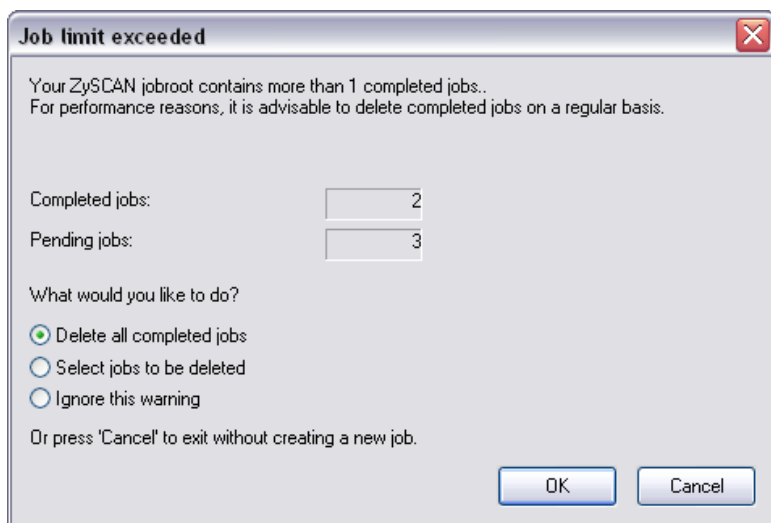 Job limit exceeded
Your ZySCAN jobroot contains more than 1 completed jobs..
For performance reasons, it is advisable to delete completed jobs on a regular basis.
Completed jobs: 2
Pending jobs: 3
What would you like to do?
Delete all completed jobs
Select jobs to be deleted
Ignore this warning
Or press 'Cancel' to exit without creating a new job.
OK Cancel